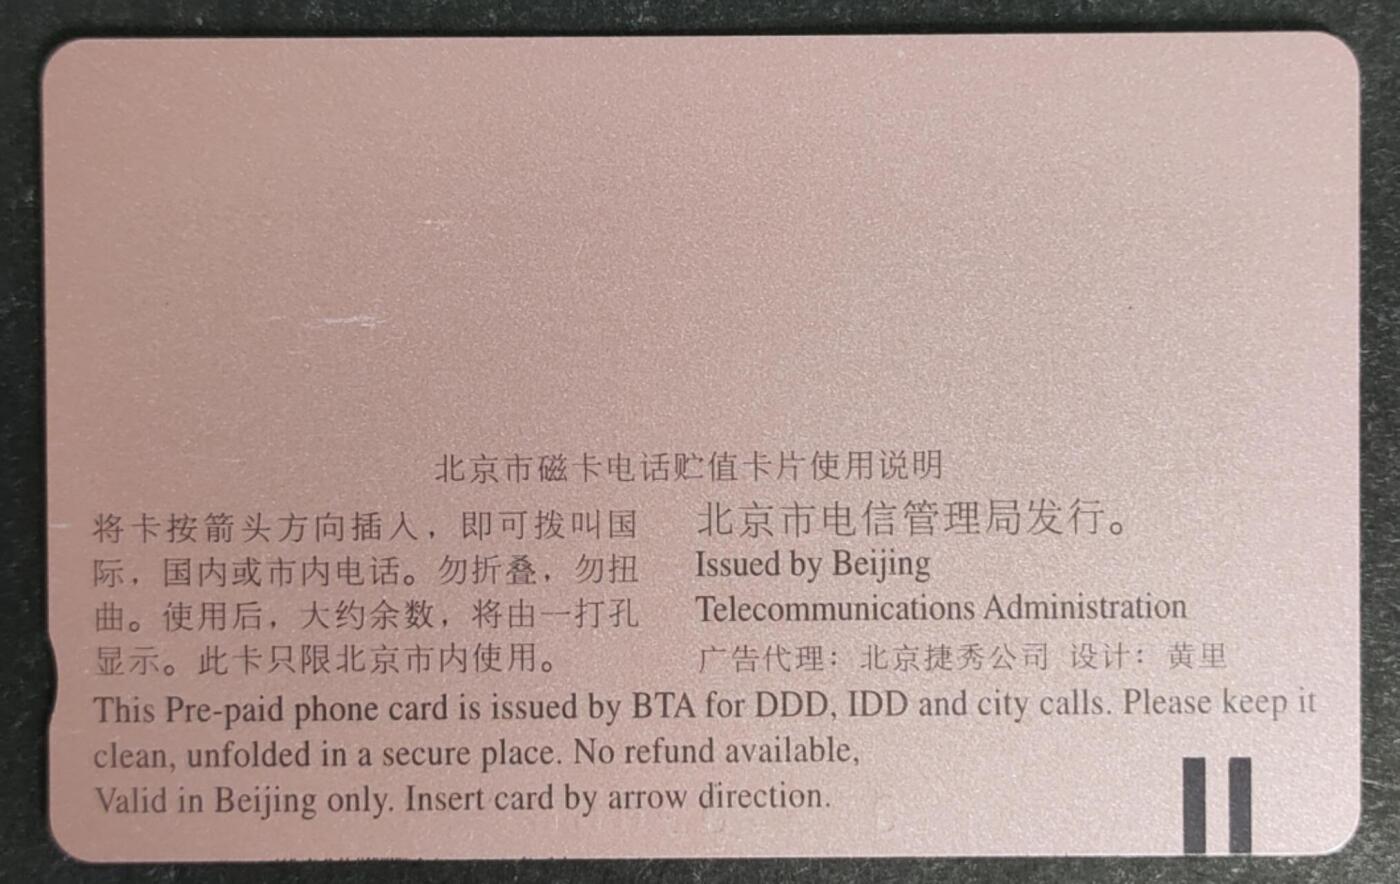 北京市磁卡电话贮值卡片使用说明
将卡按箭头方向插入，即可拨叫国
际，国内或市内电话。勿折叠，勿扭
曲。使用后，大约余数，将由一打孔
显示。此卡只限北京市内使用。
北京市电信管理局发行。
Issued by Beijing
Telecommunications Administration
广告代理：北京捷秀公司 设计：黄里
This Pre-paid phone card is issued by BTA for DDD, IDD and city calls. Please keep it
clean, unfolded in a secure place. No refund available,
Valid in Beijing only. Insert card by arrow direction.